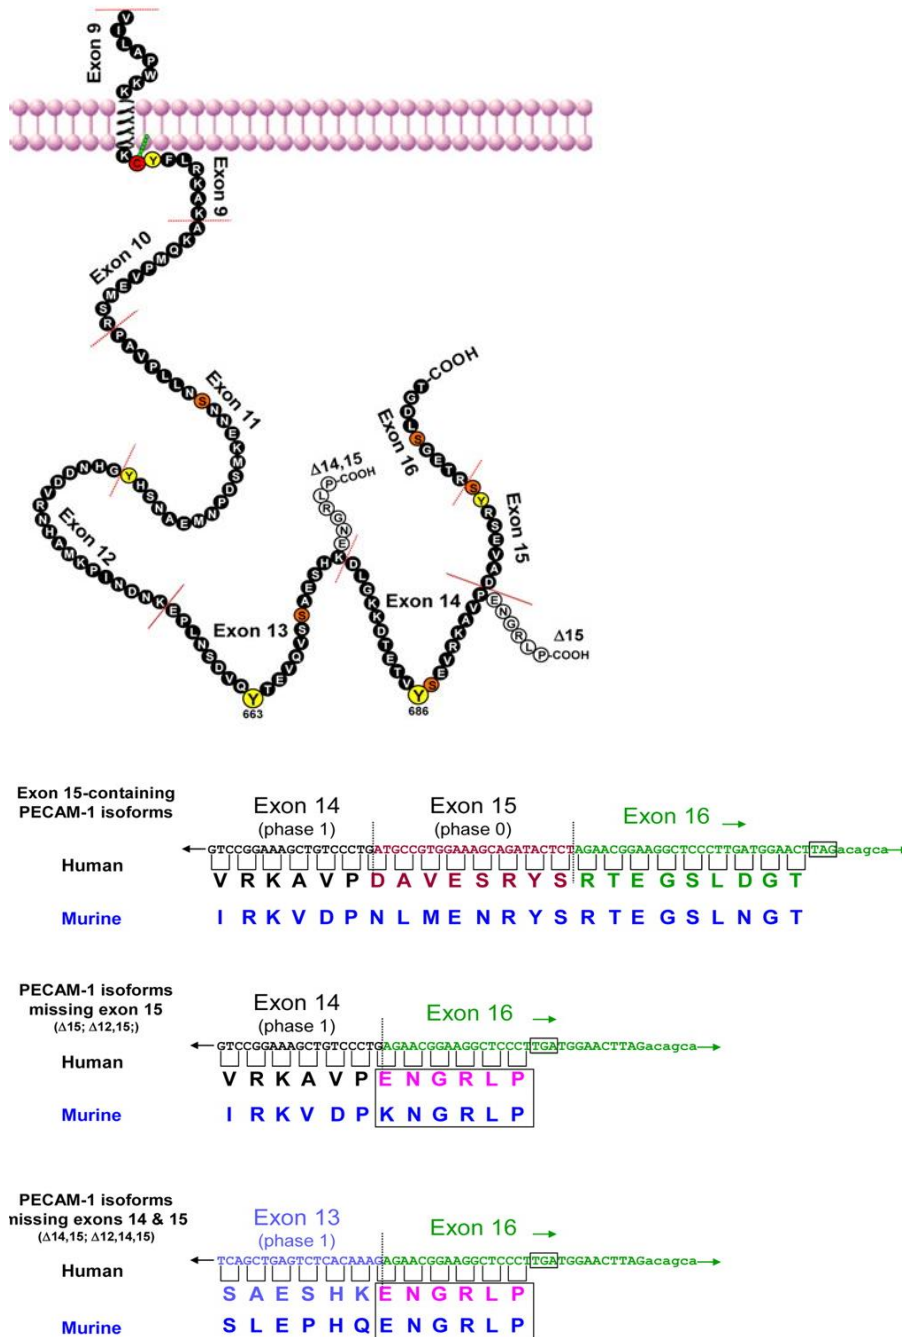 Exon 9
V I L A P W K K
K C Y F L R K A K
Exon 9
A K Q M P V E M S R
Exon 10
P A V P L L N S N N E K M S D P N M E A N S H Y
Exon 11
G H N D D V R N H A M K P I N D N K
Exon 12
E P L N S D V Q Y T E V Q V S S A E S H K
663
Exon 13
Δ14,15
E N G R L P -COOH
D L G K K D T E T V Y S E V R K A V P
686
Exon 14
Δ15
E N G R L P -COOH
D A V E S R Y S
Exon 15
R T E G S L D G T -COOH
Exon 16
Exon 15-containing
PECAM-1 isoforms
Exon 14
(phase 1)
Exon 15
(phase 0)
Exon 16
Human
GTCCGGAAAGCTGTCCCTGATGCCGTGGAAAGCAGATACTCTAGAACGGAAGGCTCCCTTGATGGAACTTAGacagca
V R K A V P D A V E S R Y S R T E G S L D G T
Murine
I R K V D P N L M E N R Y S R T E G S L N G T
PECAM-1 isoforms
missing exon 15
(Δ15; Δ12,15;)
Exon 14
(phase 1)
Exon 16
Human
GTCCGGAAAGCTGTCCCTGAGAACGGAAGGCTCCCTTGATGGAACTTAGacagca
V R K A V P E N G R L P
Murine
I R K V D P K N G R L P
PECAM-1 isoforms
missing exons 14 & 15
(Δ14,15; Δ12,14,15)
Exon 13
(phase 1)
Exon 16
Human
TCAGCTGAGTCTCACAAAGAGAACGGAAGGCTCCCTTGATGGAACTTAGacagca
S A E S H K E N G R L P
Murine
S L E P H Q E N G R L P